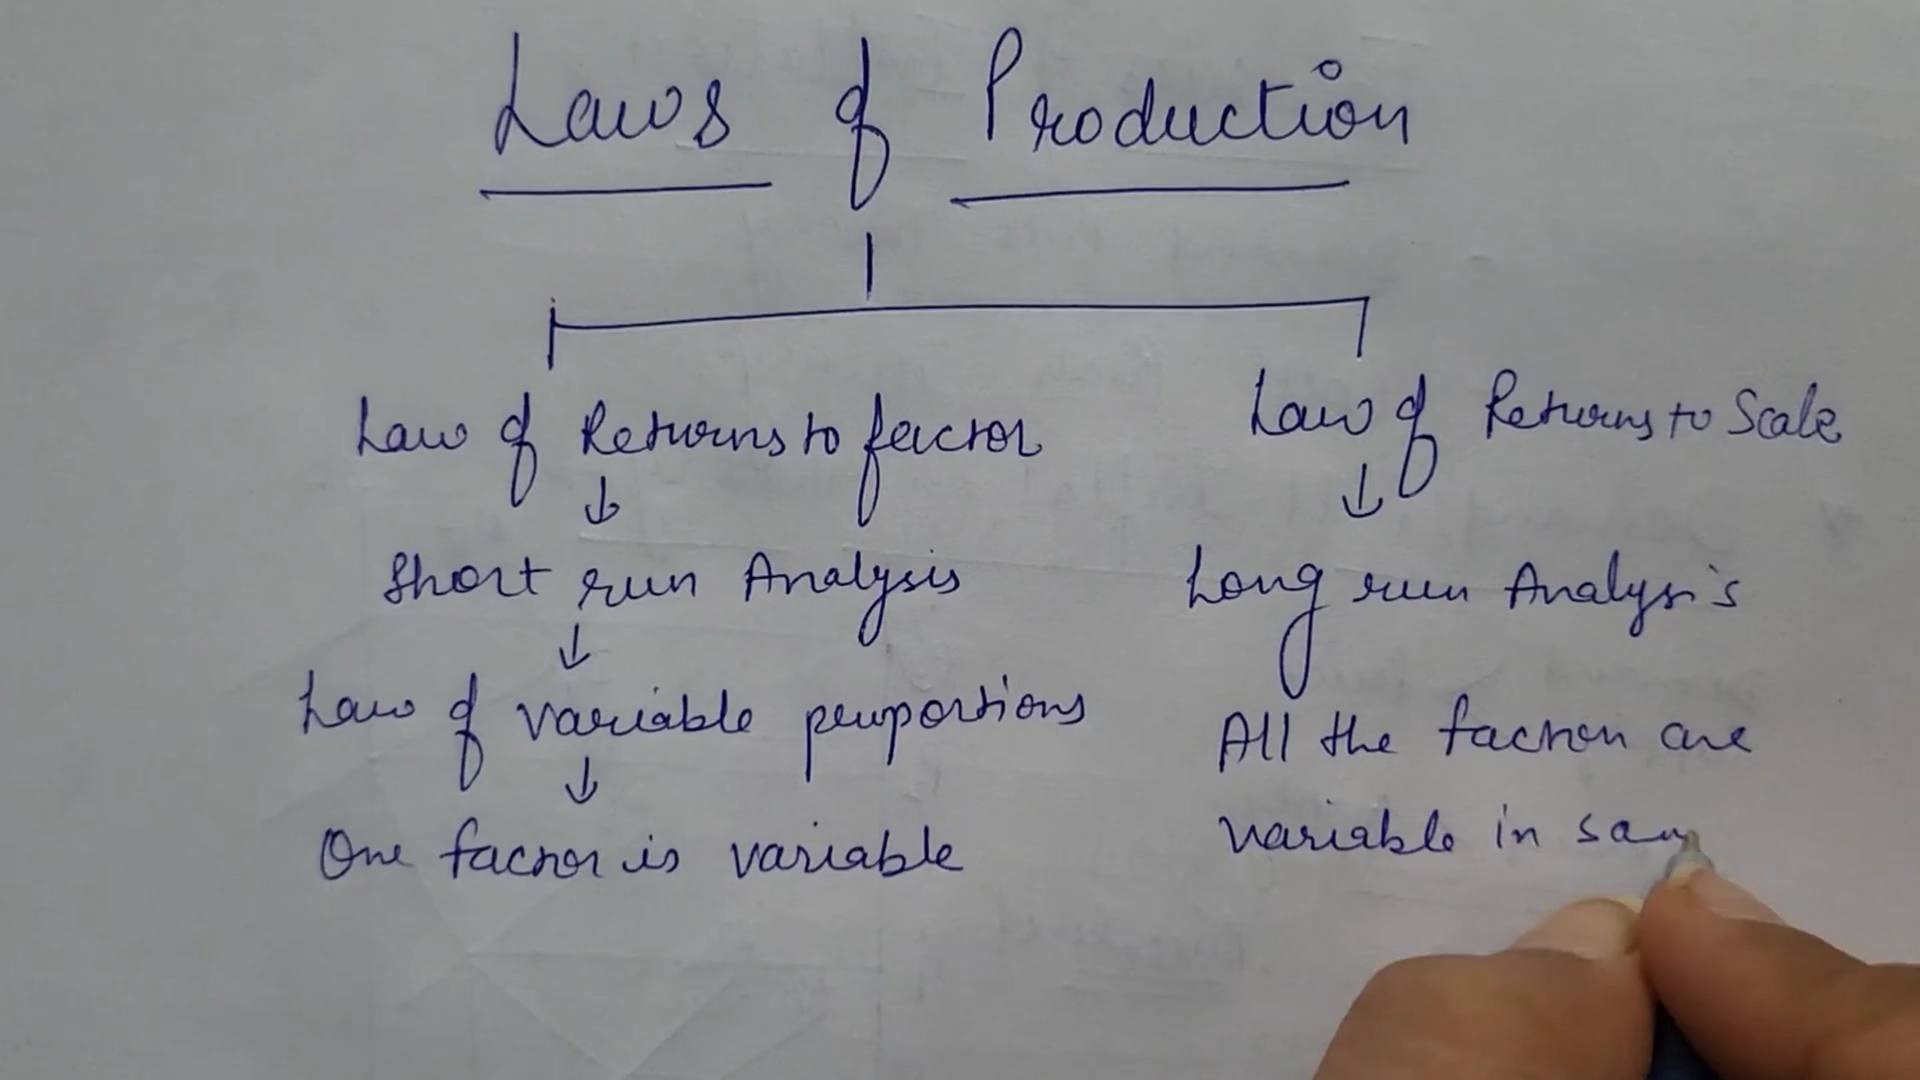 Laws of Production
Law of Returns to factor
Law of Returns to Scale
Short run Analysis
Long run Analysis
Law of variable proportions
All the factors are
variable in sam
One factor is variable